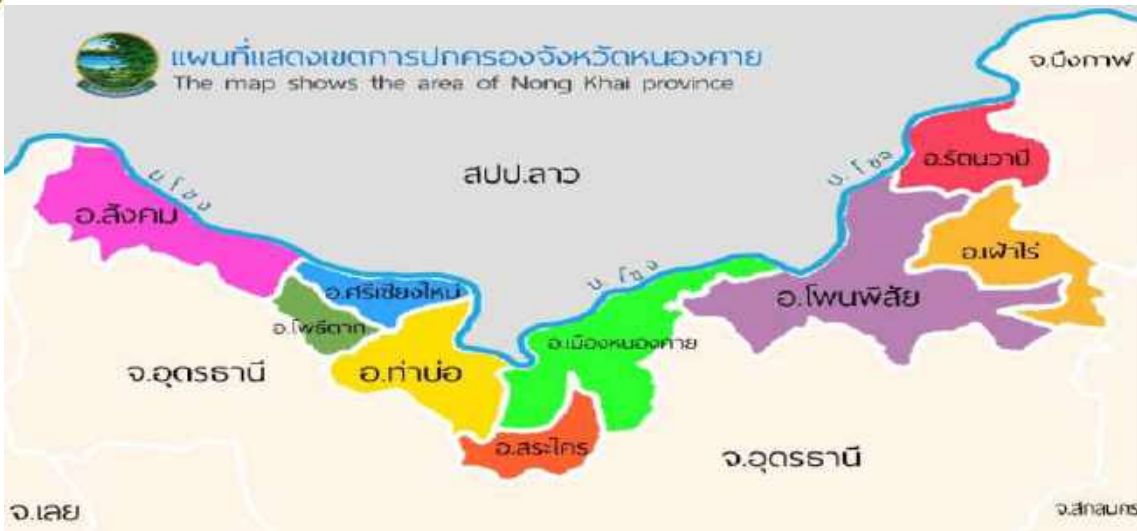 แผนที่แสดงเขตการปกครองจังหวัดหนองคาย
The map shows the area of Nong Khai province
จ.บึงกาฬ
สปป.ลาว
อ.รัตนวาปี
น.โขง
น.โขง
อ.สังคม
อ.เฝ้าไร่
น.โขง
อ.ศรีเชียงใหม่
อ.โพนพิสัย
อ.โพธิ์ตาก
อ.เมืองหนองคาย
จ.อุดรธานี
อ.ท่าบ่อ
อ.สระใคร
จ.อุดรธานี
จ.เลย
จ.สกลนคร